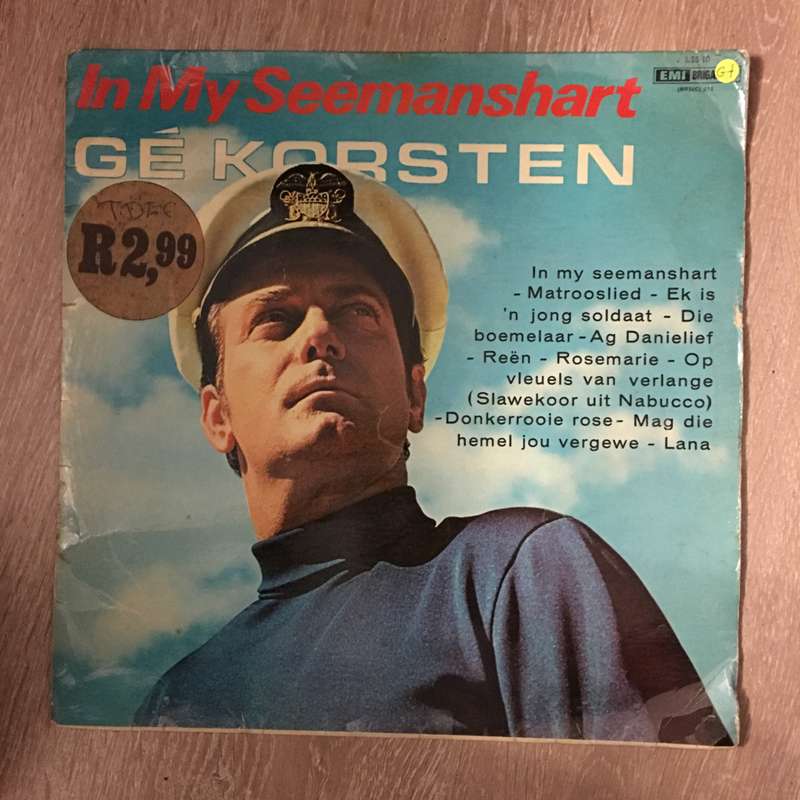 In My Seemanshart
EMI BRIGA
G+
GÉ KORSTEN
R2,99
In my seemanshart
- Matrooslied - Ek is
'n jong soldaat - Die
boemelaar - Ag Danielief
- Reën - Rosemarie - Op
vleuels van verlange
(Slawekoor uit Nabucco)
-Donkerrooie rose - Mag die
hemel jou vergewe - Lana